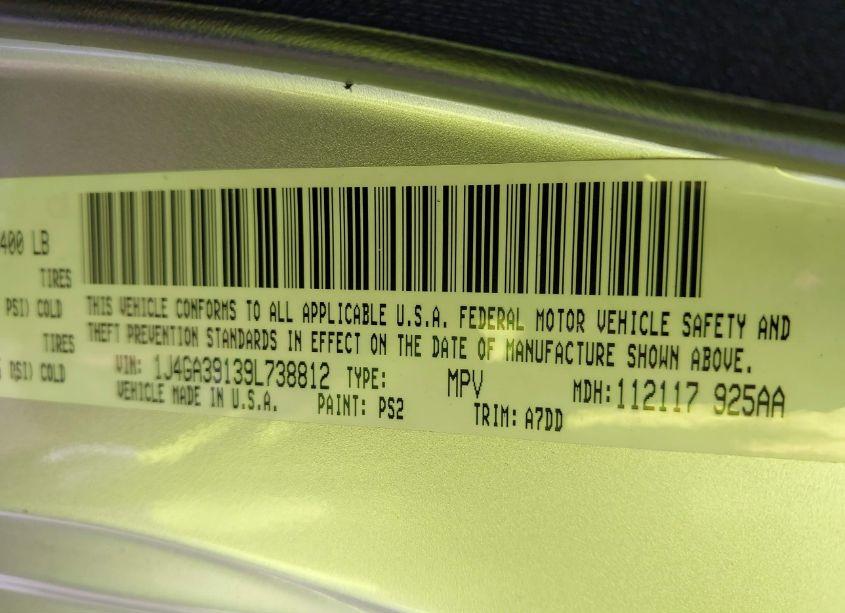 400 LB
TIRES
PSI) COLD
TIRES
PSI) COLD
THIS VEHICLE CONFORMS TO ALL APPLICABLE U.S.A. FEDERAL MOTOR VEHICLE SAFETY AND
THEFT PREVENTION STANDARDS IN EFFECT ON THE DATE OF MANUFACTURE SHOWN ABOVE.
VIN: 1J4GA39139L738812 TYPE: MPV MDH: 112117 925AA
VEHICLE MADE IN U.S.A. PAINT: PS2 TRIM: A7DD